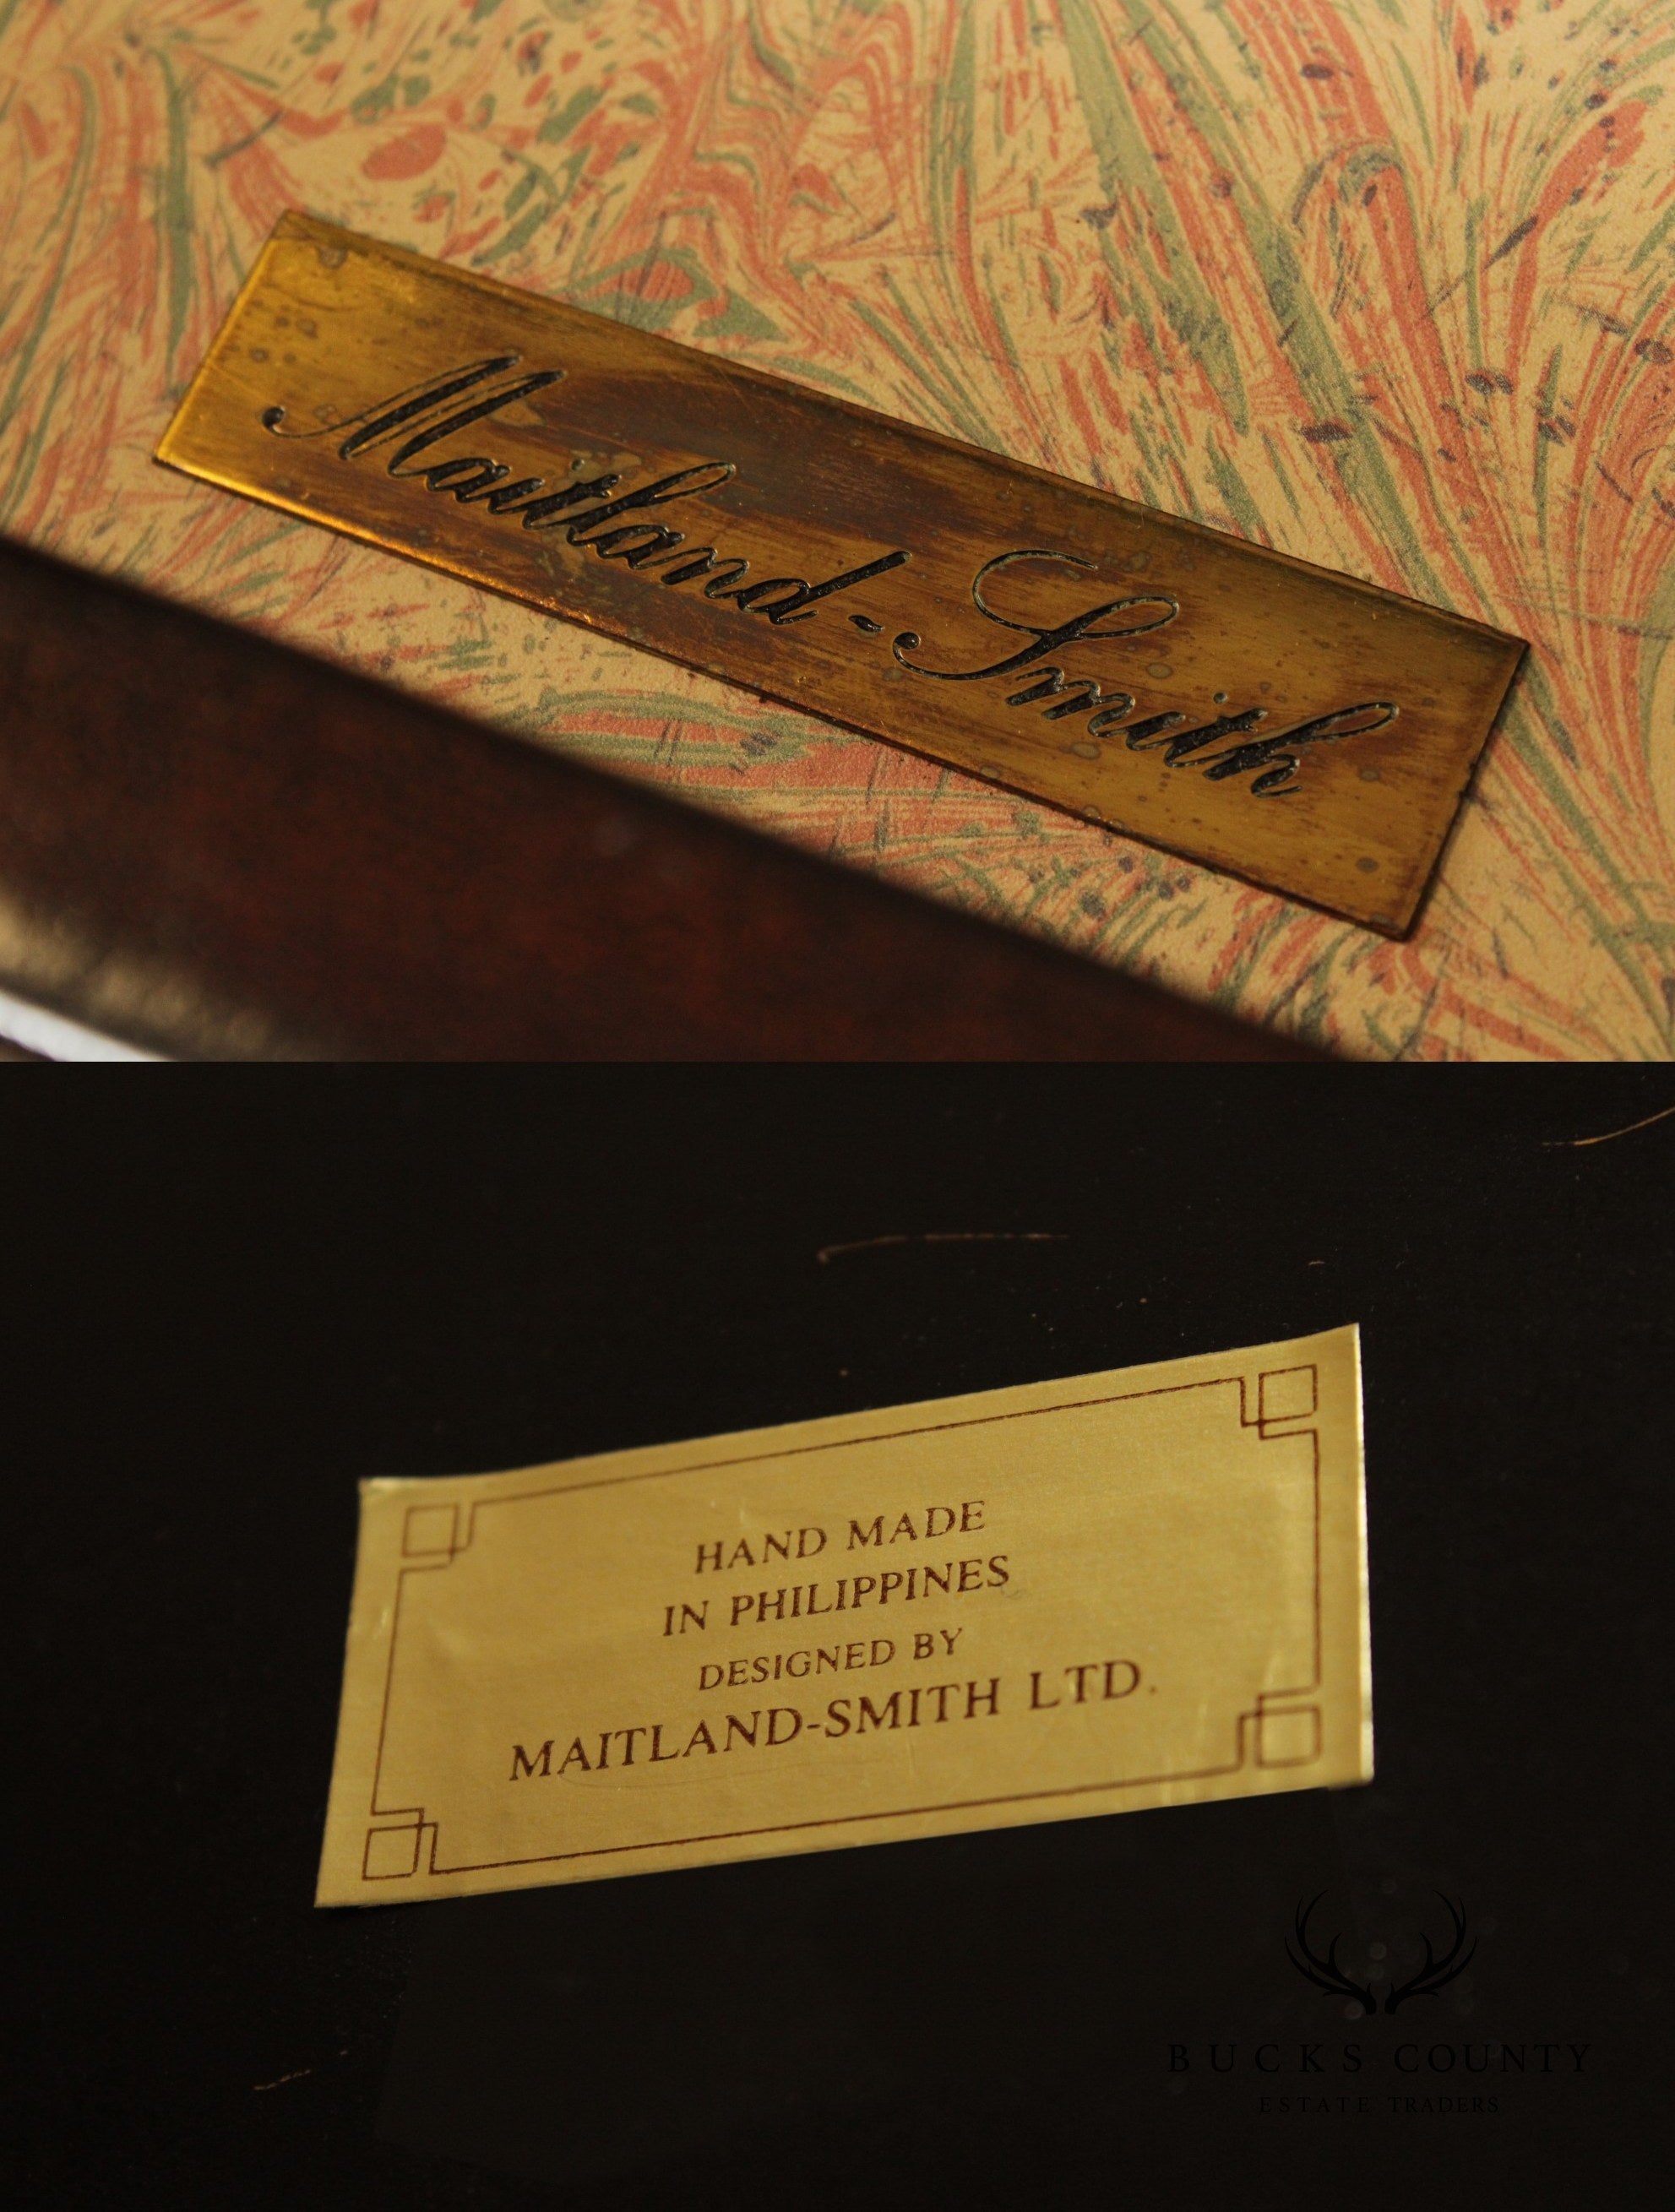 Maitland-Smith
HAND MADE
IN PHILIPPINES
DESIGNED BY
MAITLAND-SMITH LTD.
BUCKS COUNTY
ESTATE TRADERS